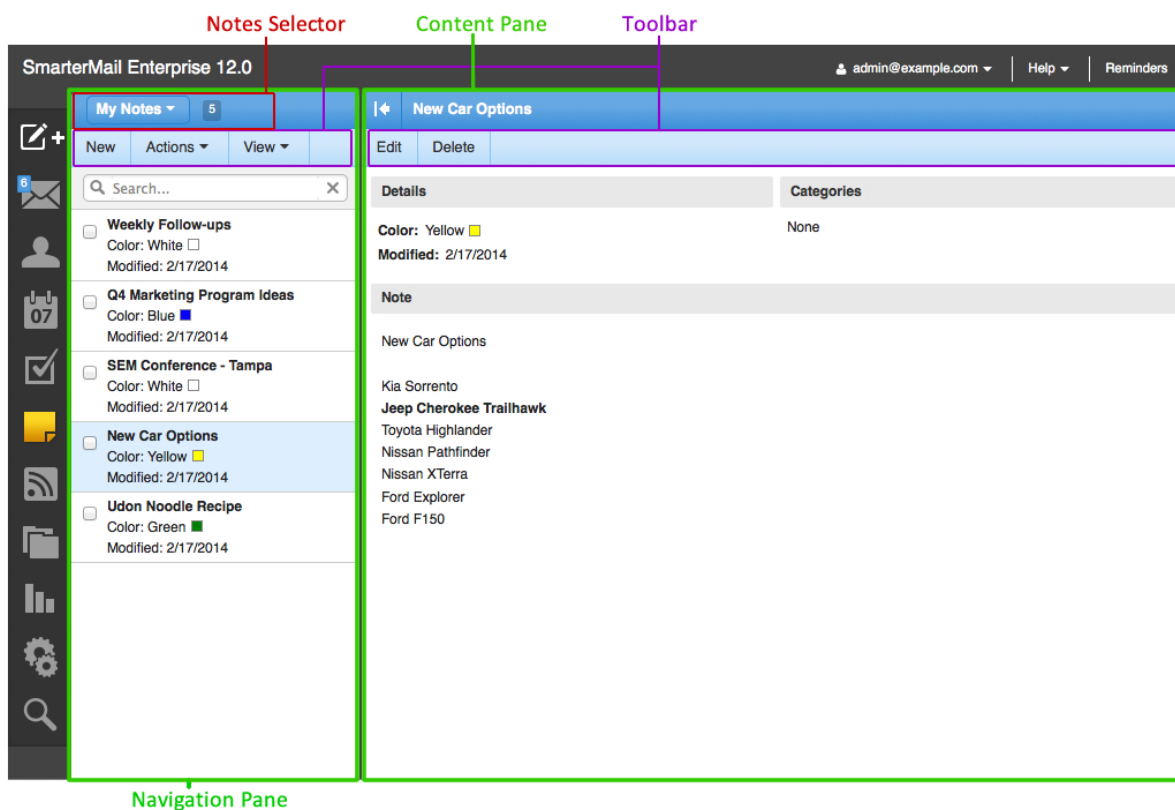 Notes Selector Content Pane Toolbar
SmarterMail Enterprise 12.0 admin@example.com Help Reminders
My Notes 5 New Car Options
New Actions View Edit Delete
Search...
6
07
Weekly Follow-ups
Color: White
Modified: 2/17/2014
Q4 Marketing Program Ideas
Color: Blue
Modified: 2/17/2014
SEM Conference - Tampa
Color: White
Modified: 2/17/2014
New Car Options
Color: Yellow
Modified: 2/17/2014
Udon Noodle Recipe
Color: Green
Modified: 2/17/2014
Details Categories
Color: Yellow None
Modified: 2/17/2014
Note
New Car Options
Kia Sorrento
Jeep Cherokee Trailhawk
Toyota Highlander
Nissan Pathfinder
Nissan XTerra
Ford Explorer
Ford F150
Navigation Pane